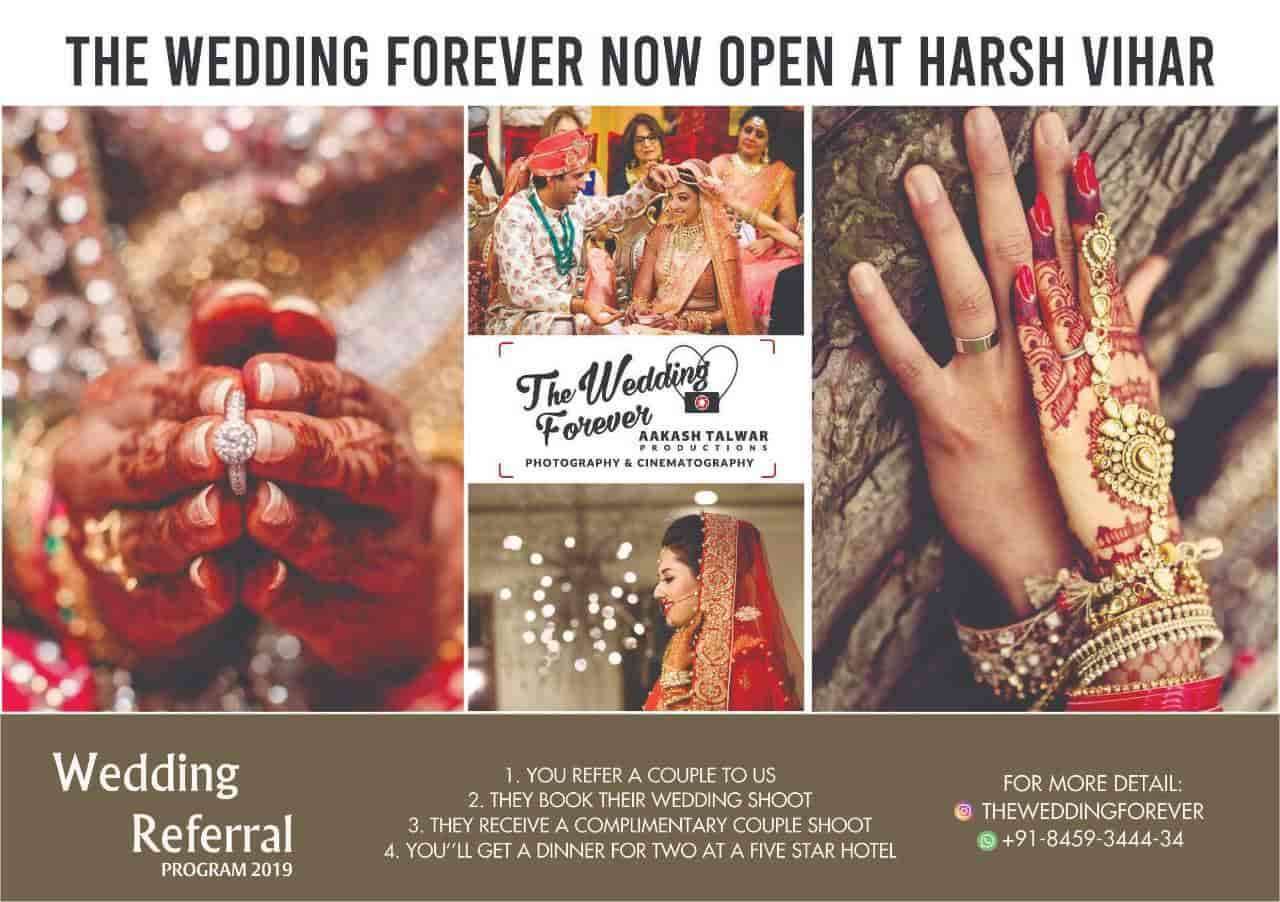 THE WEDDING FOREVER NOW OPEN AT HARSH VIHAR
The Wedding
Forever
AAKASH TALWAR
PRODUCTIONS
PHOTOGRAPHY & CINEMATOGRAPHY
Wedding
Referral
PROGRAM 2019
1. YOU REFER A COUPLE TO US
2. THEY BOOK THEIR WEDDING SHOOT
3. THEY RECEIVE A COMPLIMENTARY COUPLE SHOOT
4. YOU''LL GET A DINNER FOR TWO AT A FIVE STAR HOTEL
FOR MORE DETAIL:
THEWEDDINGFOREVER
+91-8459-3444-34